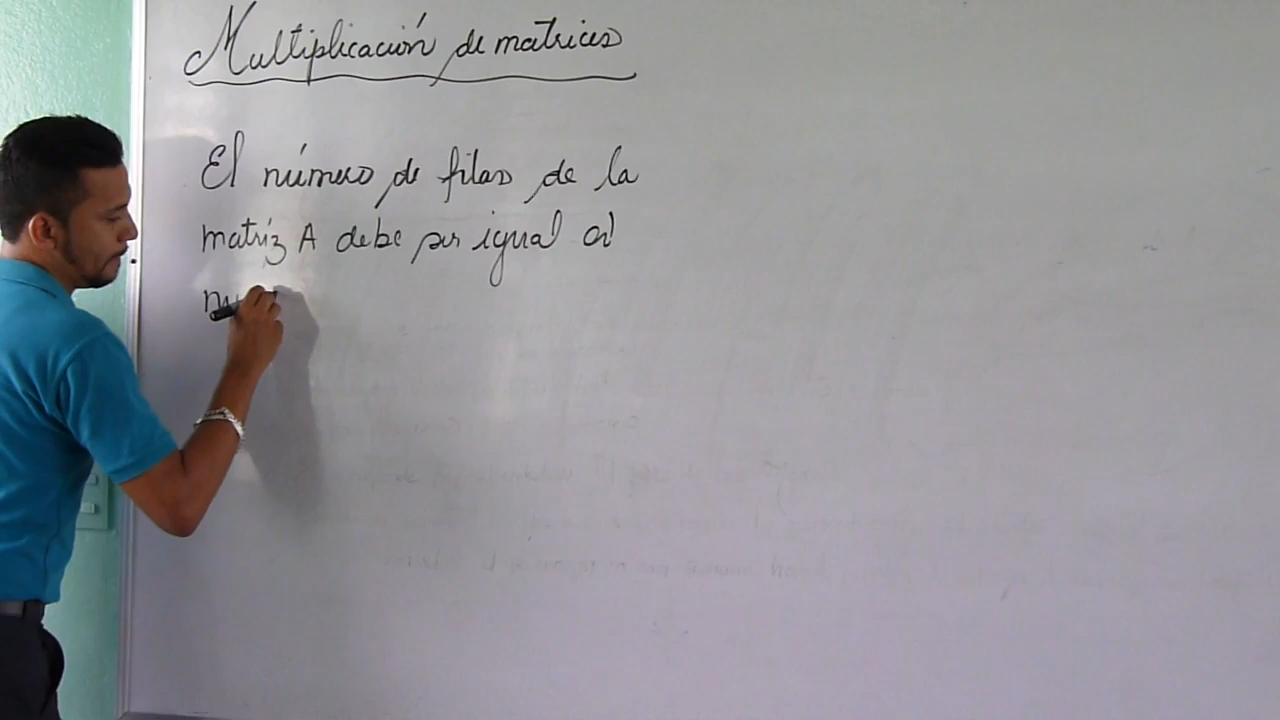 Multiplicación de matrices
El número de filas de la
matriz A debe ser igual al